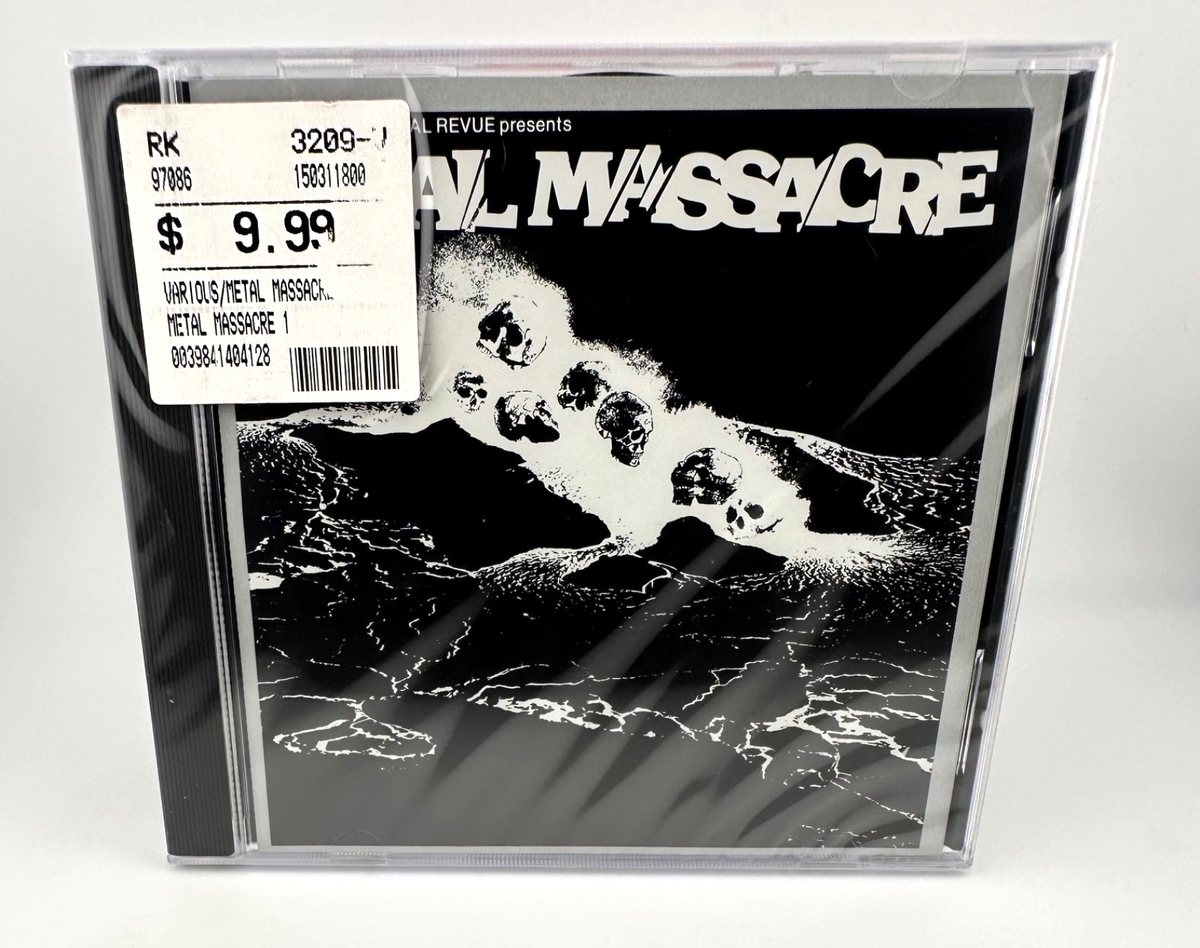 RK 3209-
97086 150311800
$ 9.99
VARIOUS/METAL MASSACR
METAL MASSACRE 1
0039841404128
AL REVUE presents
AL MASSACRE